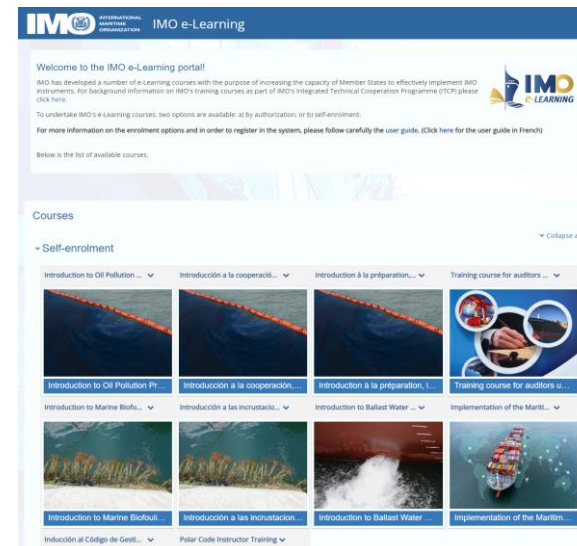 IMO
INTERNATIONAL
MARITIME
ORGANIZATION
IMO e-Learning
Welcome to the IMO e-Learning portal!
IMO has developed a number of e-Learning courses with the purpose of increasing the capacity of Member States to effectively implement IMO
instruments. For background information on IMO's training courses as part of IMO's Integrated Technical Cooperation Programme (ITCP) please
click here.
IMO
e-LEARNING
To undertake IMO's e-Learning courses, two options are available: a) by authorization, or b) self-enrolment.
For more information on the enrolment options and in order to register in the system, please follow carefully the user guide. (Click here for the user guide in French)
Below is the list of available courses.
Courses
Collapse a
Self-enrolment
Introduction to Oil Pollution ...
Introducción a la cooperació...
Introduction à la préparation,...
Training course for auditors ...
Introduction to Oil Pollution Pr...
Introducción a la cooperación,...
Introduction à la préparation, l...
Training course for auditors u...
Introduction to Marine Biofo...
Introducción a las incrustacio...
Introduction to Ballast Water ...
Implementation of the Mariti...
Introduction to Marine Biofouli...
Introducción a las incrustacion...
Introduction to Ballast Water ...
Implementation of the Maritim...
Inducción al Código de Gesti...
Polar Code Instructor Training